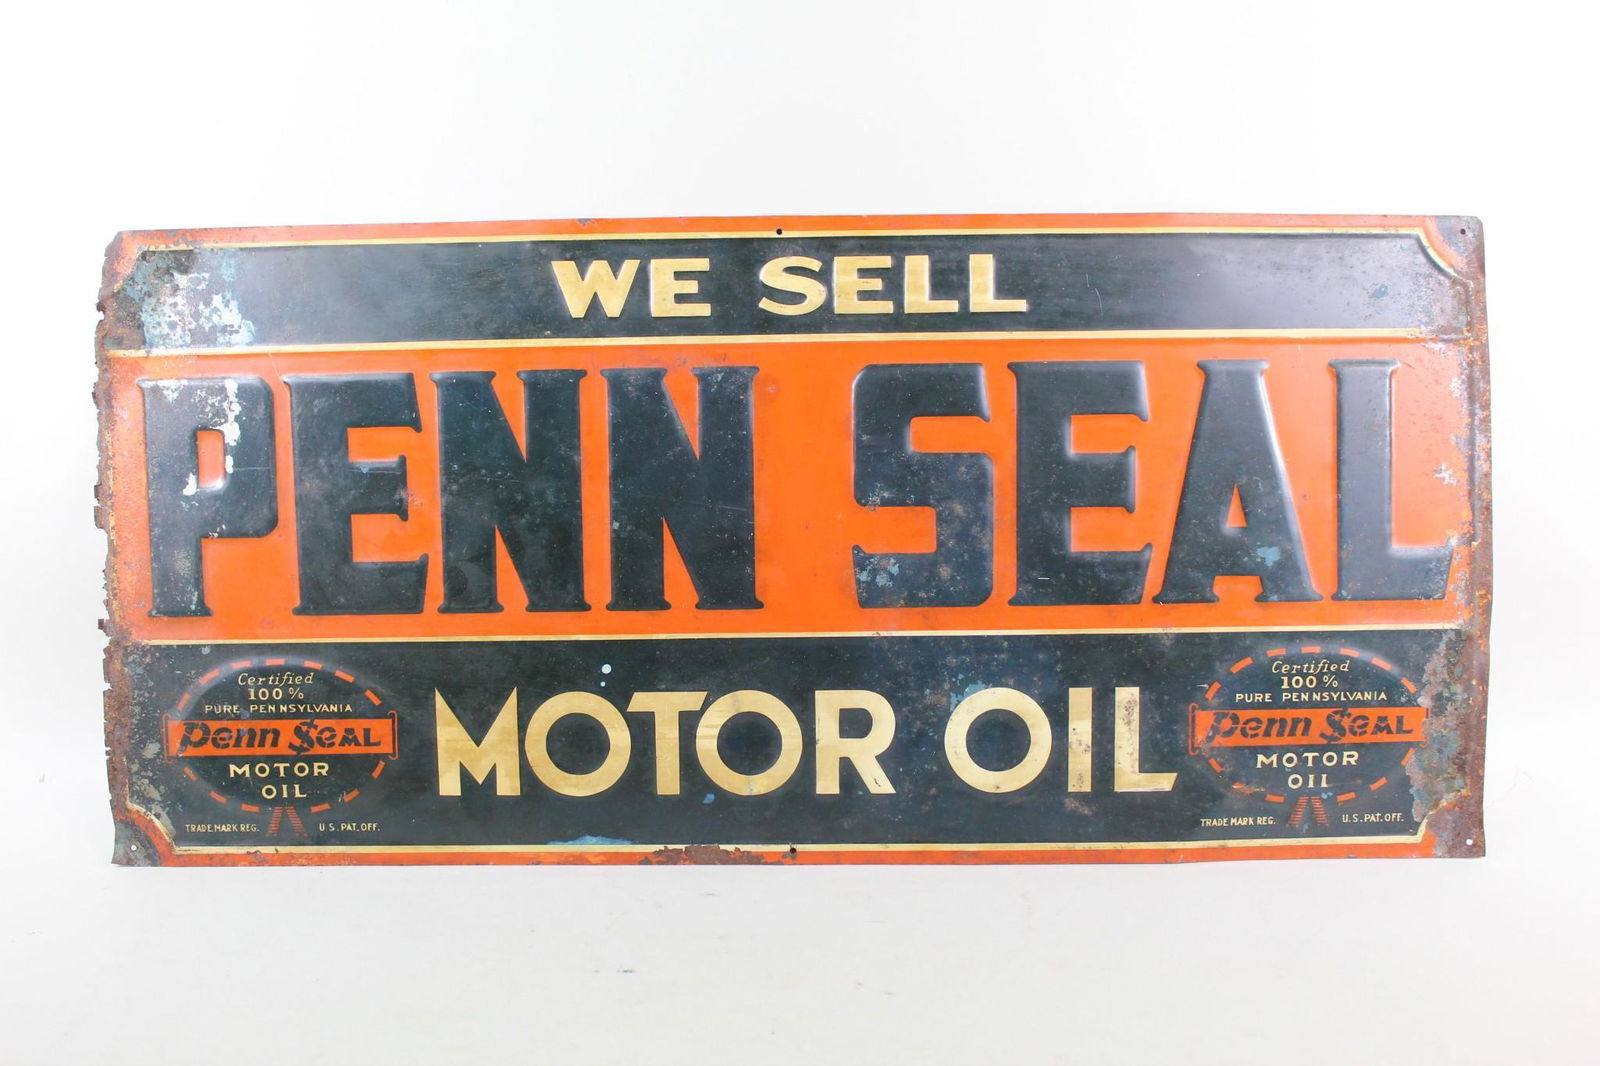 WE SELL
PENN SEAL
MOTOR OIL
Certified
100%
PURE PENNSYLVANIA
Penn Seal
MOTOR
OIL
TRADE MARK REG. U.S. PAT. OFF.
Certified
100%
PURE PENNSYLVANIA
Penn Seal
MOTOR
OIL
TRADE MARK REG. U.S. PAT. OFF.